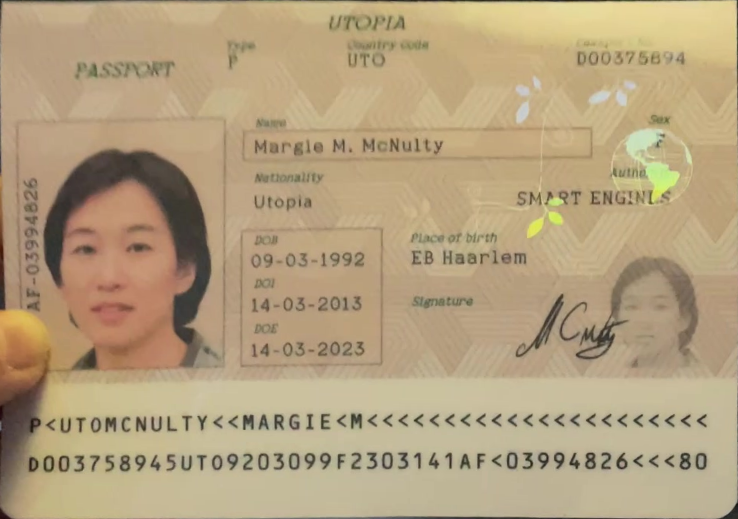 UTOPIA
PASSPORT
Type
P
Country Code
UTO
D00375894
Name
Margie M. McNulty
Sex
F
Nationality
Utopia
SMART ENGINES
DOB
09-03-1992
Place of birth
EB Haarlem
DOI
14-03-2013
Signature
DOE
14-03-2023
M CNulty
AF-03994826
P<UTOMCNULTY<<MARGIE<M<<<<<<<<<<<<<<<<<<<<<<
D003758945UTO9203099F2303141AF<03994826<<<80